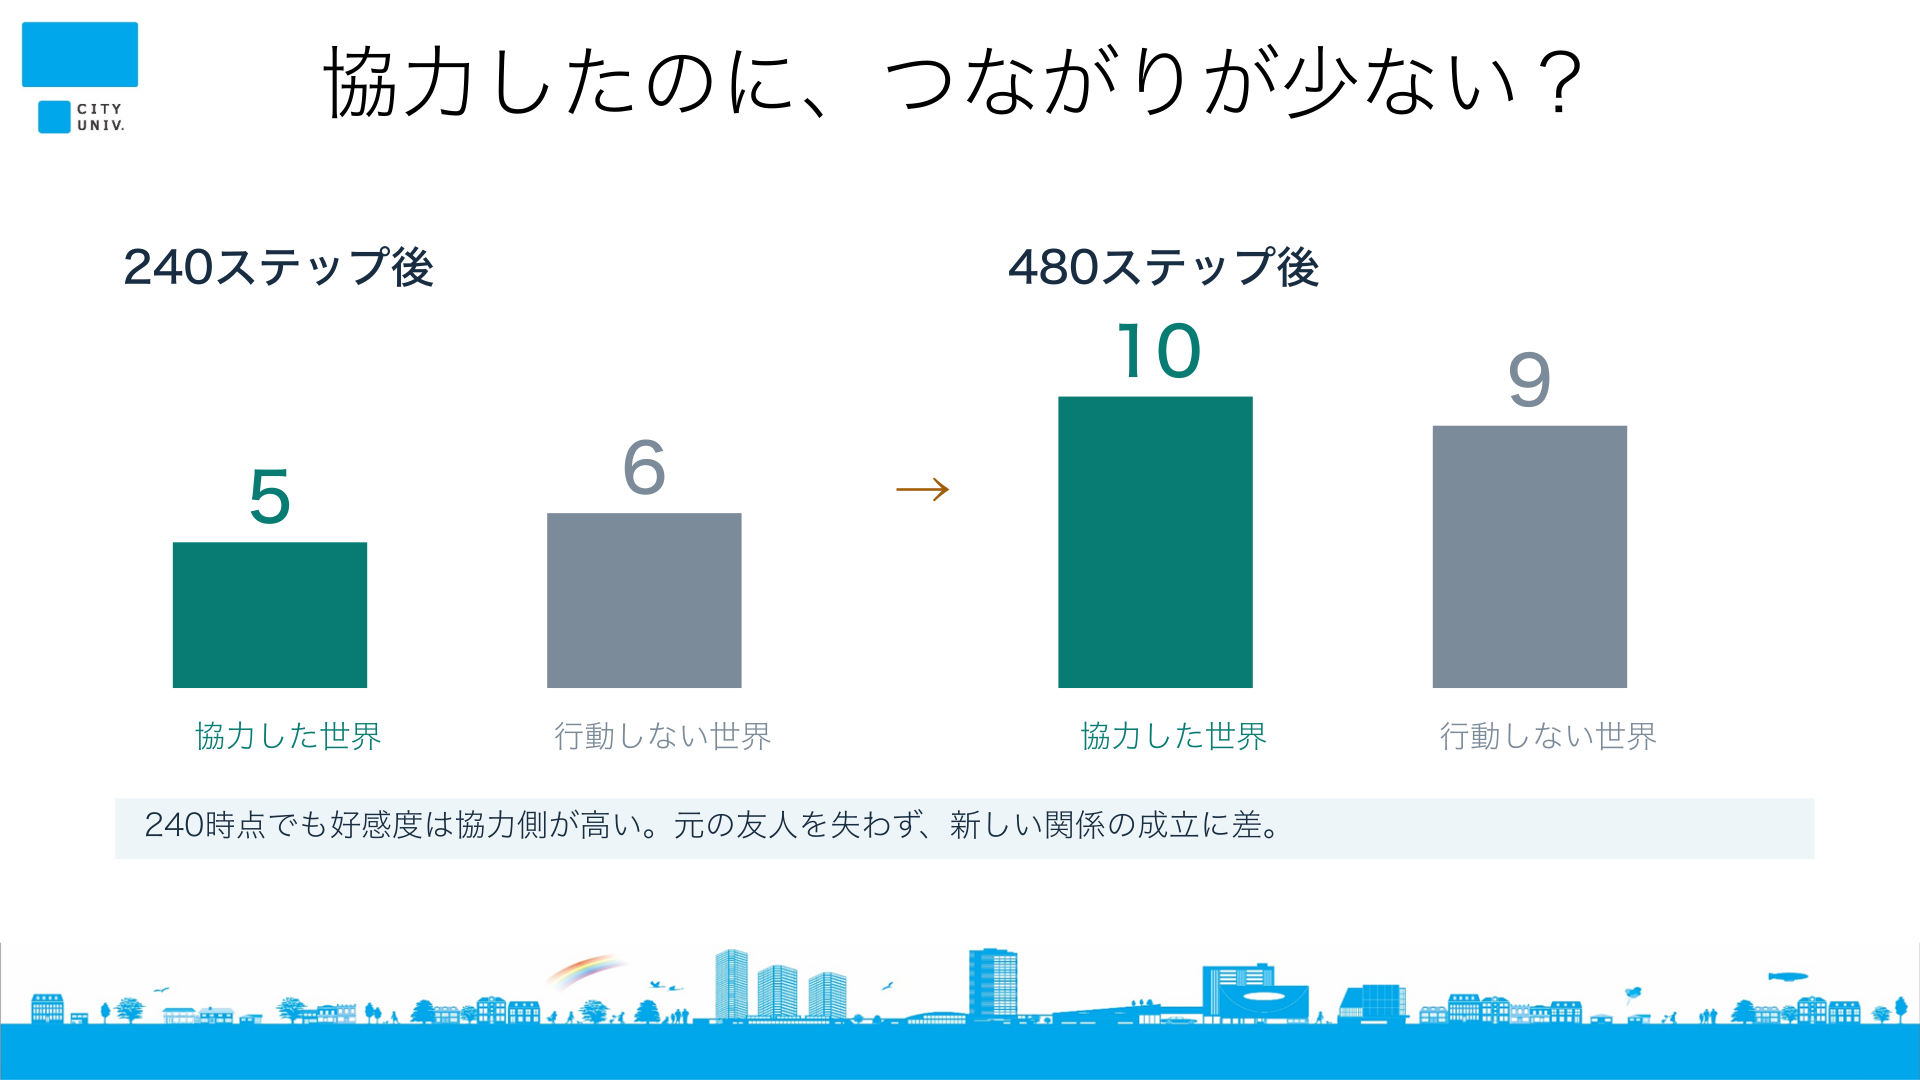 CITY
UNIV.
協力したのに、つながりが少ない？
240ステップ後
5
6
協力した世界
行動しない世界
→
480ステップ後
10
9
協力した世界
行動しない世界
240時点でも好感度は協力側が高い。元の友人を失わず、新しい関係の成立に差。